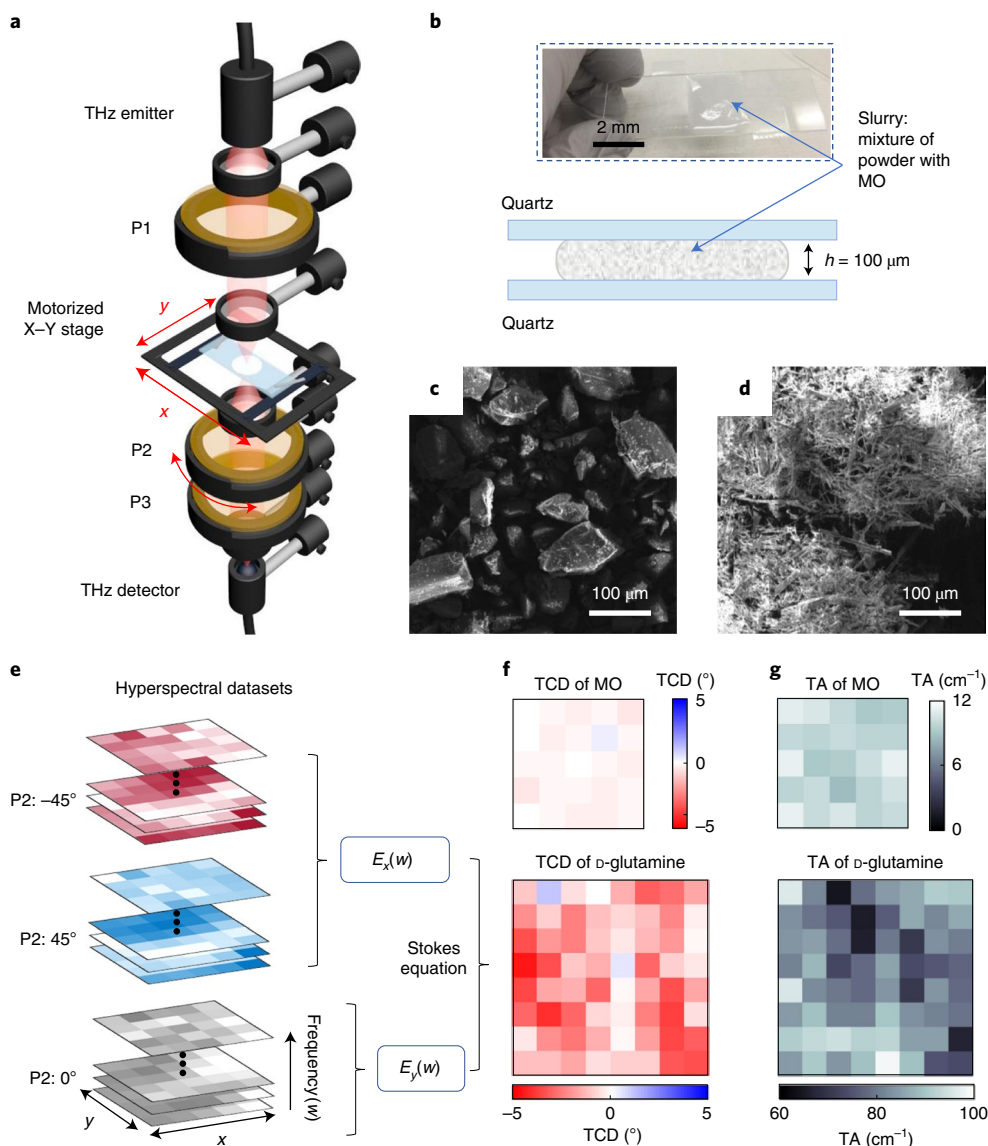 a
THz emitter
P1
Motorized
X–Y stage
y
x
P2
P3
THz detector
b
2 mm
Slurry:
mixture of
powder with
MO
Quartz
h = 100 μm
Quartz
c
100 μm
d
100 μm
e
Hyperspectral datasets
P2: –45°
P2: 45°
P2: 0°
y
x
Frequency (w)
Ex(w)
Ey(w)
Stokes
equation
f
TCD of MO
TCD (°)
5
0
–5
TCD of D-glutamine
–5
0
5
TCD (°)
g
TA of MO
TA (cm–1)
12
6
0
TA of D-glutamine
60
80
100
TA (cm–1)